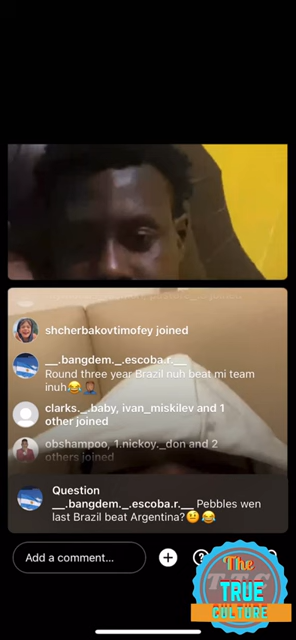 shcherbakovtimofey joined
__.bangdem._.escoba.r.__
Round three year Brazil nuh beat mi team
inuh😂🤦🏾‍♂️
clarks._.baby, ivan_miskilev and 1
other joined
obshampoo, 1.nickoy._don and 2
others joined
Question
__.bangdem._.escoba.r.__ Pebbles wen
last Brazil beat Argentina?😐😂
Add a comment...
The
T.T.C
TRUE
CULTURE